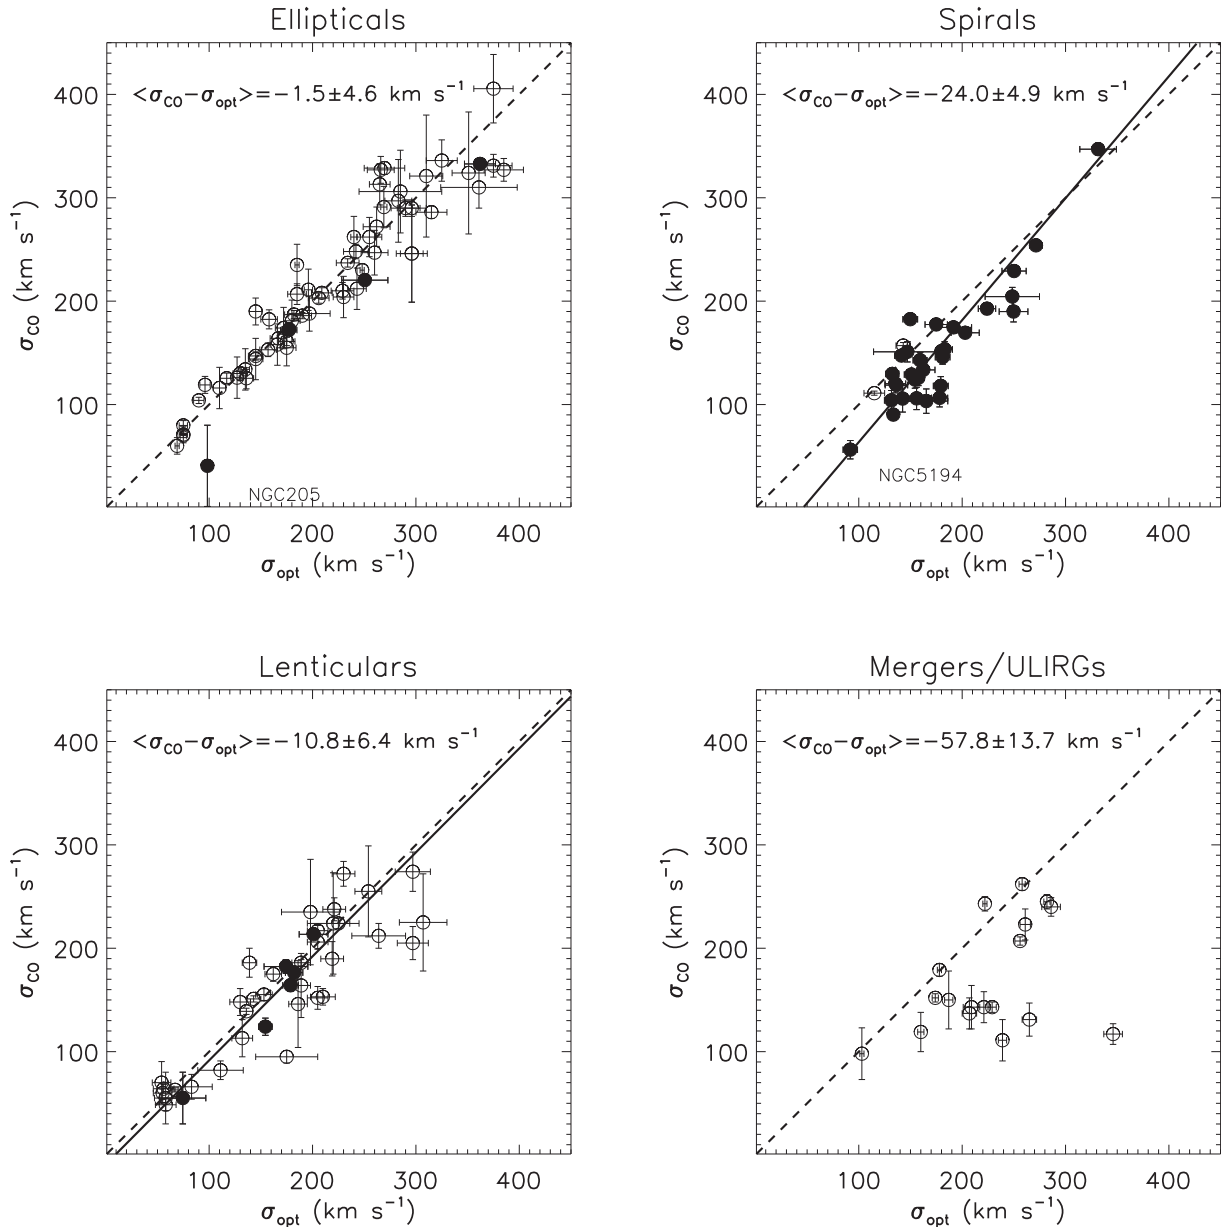 Ellipticals
<σCO−σopt>=−1.5±4.6 km s−1
400
300
200
100
σCO (km s−1)
NGC205
100 200 300 400
σopt (km s−1)
Spirals
<σCO−σopt>=−24.0±4.9 km s−1
400
300
200
100
σCO (km s−1)
NGC5194
100 200 300 400
σopt (km s−1)
Lenticulars
<σCO−σopt>=−10.8±6.4 km s−1
400
300
200
100
σCO (km s−1)
100 200 300 400
σopt (km s−1)
Mergers/ULIRGs
<σCO−σopt>=−57.8±13.7 km s−1
400
300
200
100
σCO (km s−1)
100 200 300 400
σopt (km s−1)